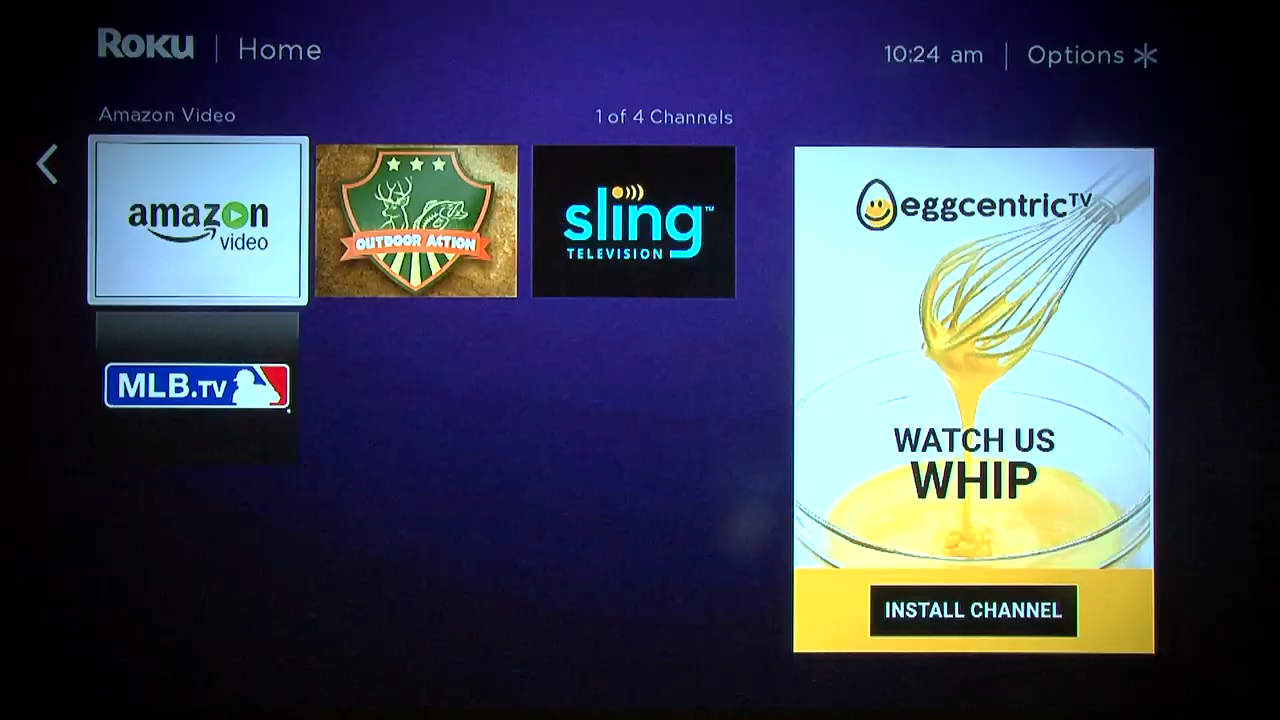 Roku | Home
10:24 am | Options
Amazon Video
1 of 4 Channels
amazon
video
OUTDOOR ACTION
sling™
TELEVISION
MLB.TV
eggcentricTV
WATCH US
WHIP
INSTALL CHANNEL